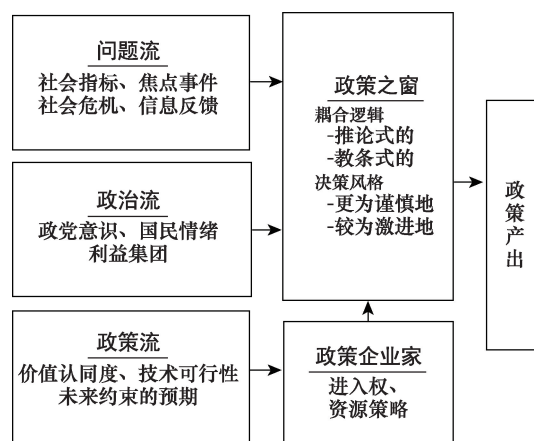 问题流
社会指标、焦点事件
社会危机、信息反馈
政治流
政党意识、国民情绪
利益集团
政策流
价值认同度、技术可行性
未来约束的预期
政策之窗
耦合逻辑
-推论式的
-教条式的
决策风格
-更为谨慎地
-较为激进地
政策企业家
进入权、
资源策略
政
策
产
出